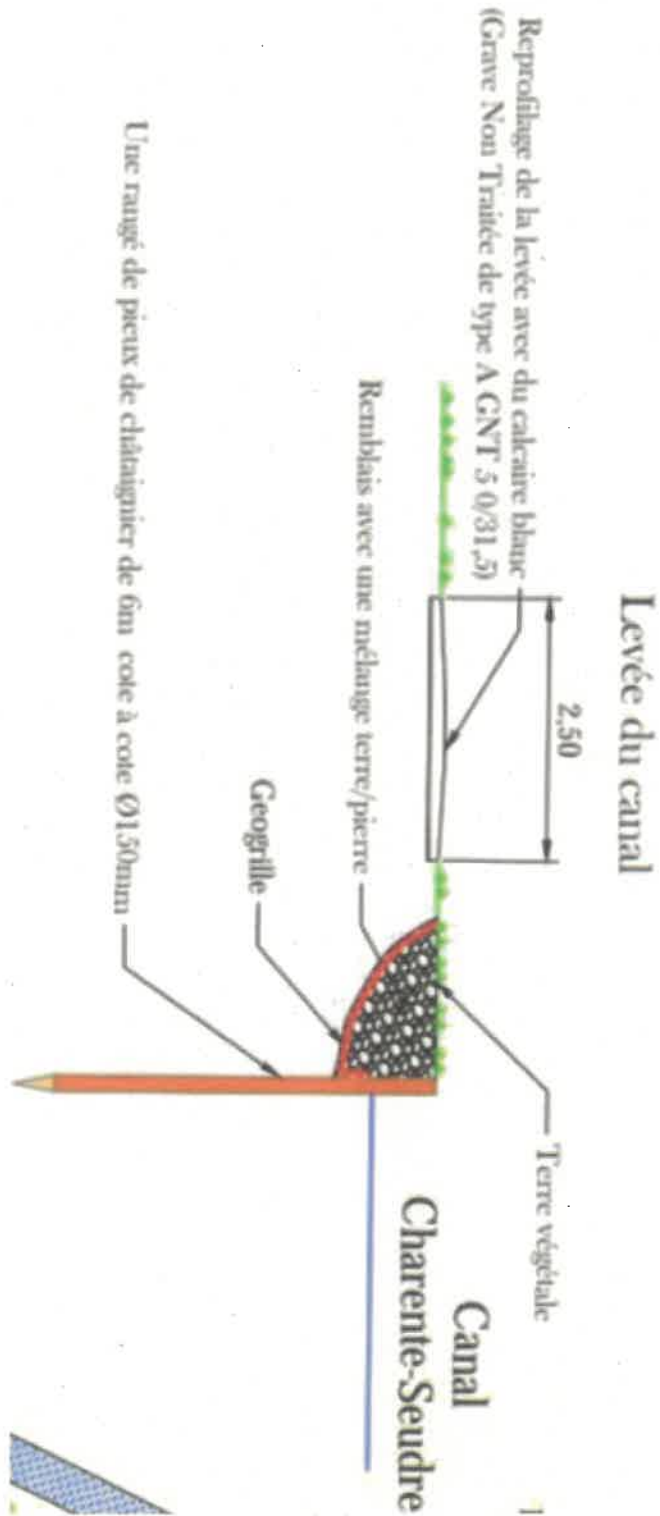 Levée du canal
2,50
Reprofilage de la levée avec du calcaire blanc
(Grave Non Traitée de type A GNT 5 0/31,5)
Terre végétale
Canal
Charente-Seudre
Remblais avec une mélange terre/pierre
Geogrille
Une rangé de pieux de châtaignier de 6m cote à cote Ø150mm
1